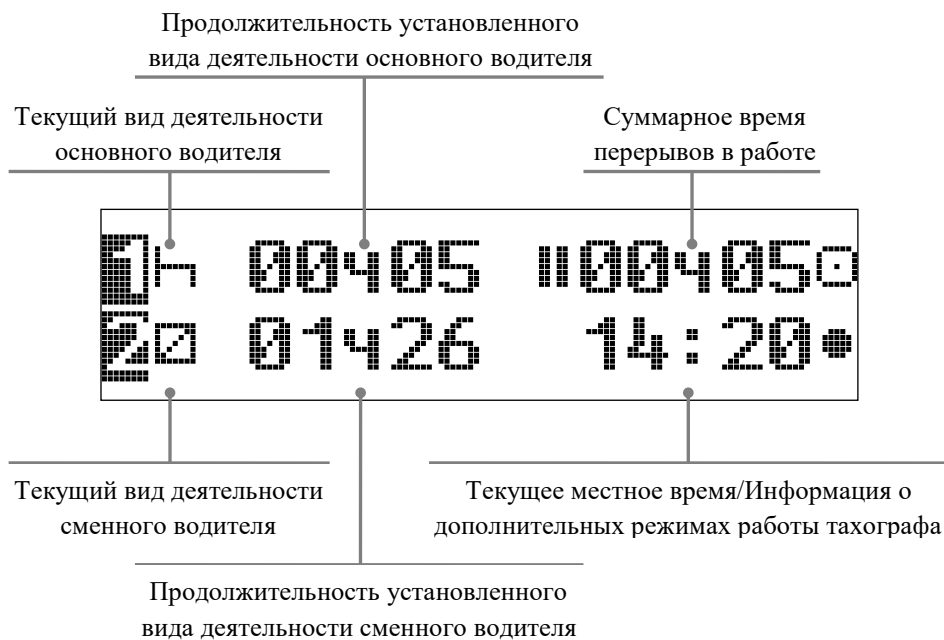 Продолжительность установленного
вида деятельности основного водителя
Текущий вид деятельности
основного водителя
Суммарное время
перерывов в работе
1 00ч05 00ч05
2 01ч26 14:20
Текущий вид деятельности
сменного водителя
Текущее местное время/Информация о
дополнительных режимах работы тахографа
Продолжительность установленного
вида деятельности сменного водителя